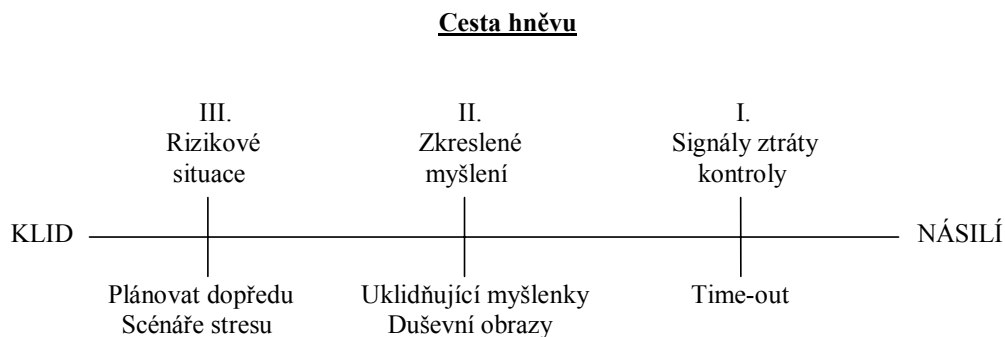 Cesta hněvu
III.
Rizikové
situace
II.
Zkreslené
myšlení
I.
Signály ztráty
kontroly
KLID
NÁSILÍ
Plánovat dopředu
Scénáře stresu
Uklidňující myšlenky
Duševní obrazy
Time-out